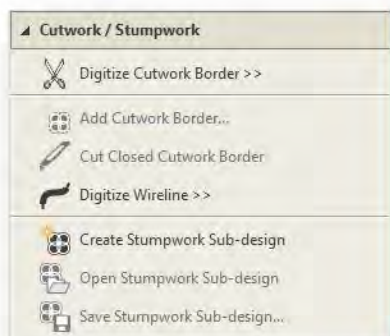 Cutwork / Stumpwork
Digitize Cutwork Border >>
Add Cutwork Border...
Cut Closed Cutwork Border
Digitize Wireline >>
Create Stumpwork Sub-design
Open Stumpwork Sub-design
Save Stumpwork Sub-design...